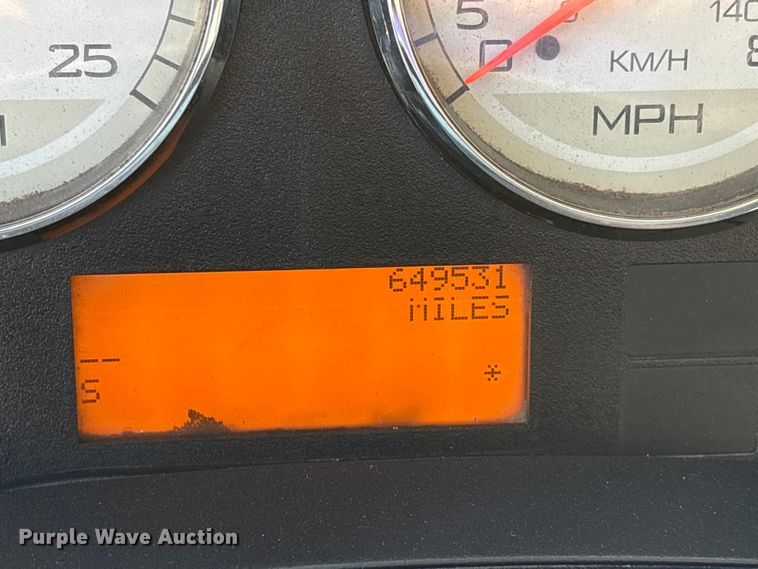 25
5
0
140
KM/H
MPH
649531
MILES
--
S
*
Purple Wave Auction